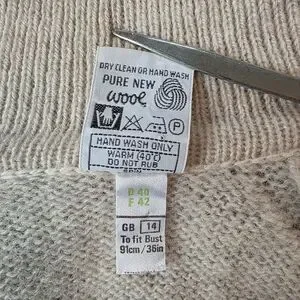 DRY CLEAN OR HAND WASH
PURE NEW
wool
P
HAND WASH ONLY
WARM (40°C)
DO NOT RUB
D 40
F 42
GB 14
To fit Bust
91cm/36in